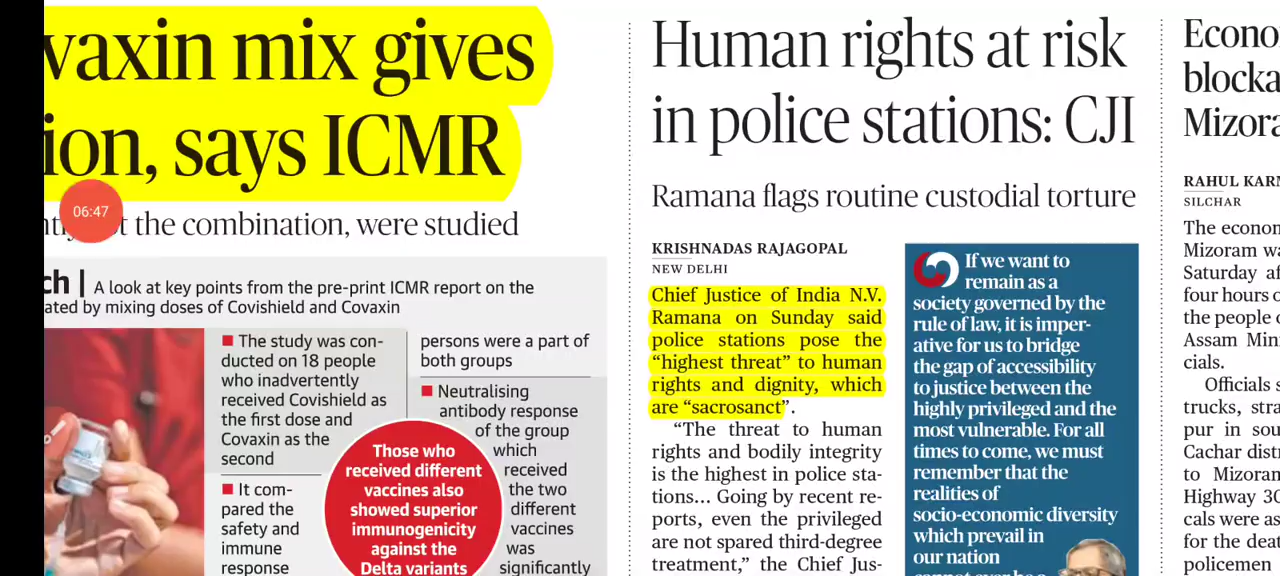 vaxin mix gives
ion, says ICMR
06:47
t the combination, were studied
ch | A look at key points from the pre-print ICMR report on the
ated by mixing doses of Covishield and Covaxin
■ The study was con-
ducted on 18 people
who inadvertently
received Covishield as
the first dose and
Covaxin as the
second
■ It com-
pared the
safety and
immune
response
persons were a part of
both groups
■ Neutralising
antibody response
of the group
which
received
the two
different
vaccines
was
significantly
Those who
received different
vaccines also
showed superior
immunogenicity
against the
Delta variants
Human rights at risk
in police stations: CJI
Ramana flags routine custodial torture
KRISHNADAS RAJAGOPAL
NEW DELHI
Chief Justice of India N.V.
Ramana on Sunday said
police stations pose the
“highest threat” to human
rights and dignity, which
are “sacrosanct”.
“The threat to human
rights and bodily integrity
is the highest in police sta-
tions... Going by recent re-
ports, even the privileged
are not spared third-degree
treatment,” the Chief Jus-
If we want to
remain as a
society governed by the
rule of law, it is imper-
ative for us to bridge
the gap of accessibility
to justice between the
highly privileged and the
most vulnerable. For all
times to come, we must
remember that the
realities of
socio-economic diversity
which prevail in
our nation
Econo
blocka
Mizora
RAHUL KARM
SILCHAR
The econom
Mizoram wa
Saturday af
four hours o
the people o
Assam Mini
cials.
Officials s
trucks, stra
pur in sou
Cachar distr
to Mizoram
Highway 30
cals were as
for the deat
policemen